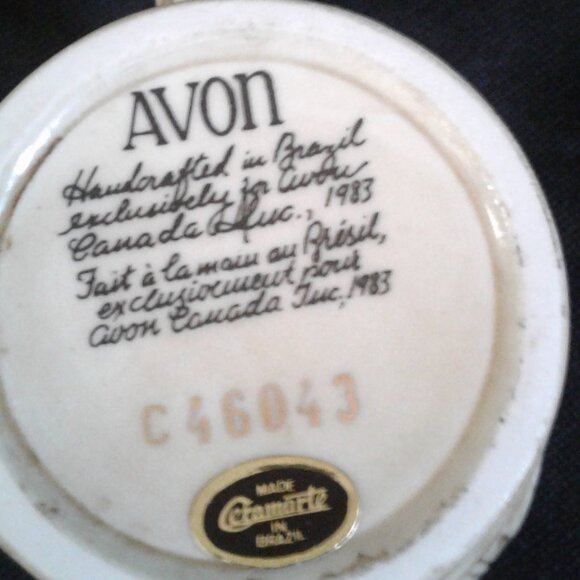 AVON
Handcrafted in Brazil
exclusively for Avon
Canada Inc., 1983
Fait à la main au Brésil,
exclusivement pour
Avon Canada Inc, 1983
C46043
MADE
Ceramarte
IN
BRAZIL